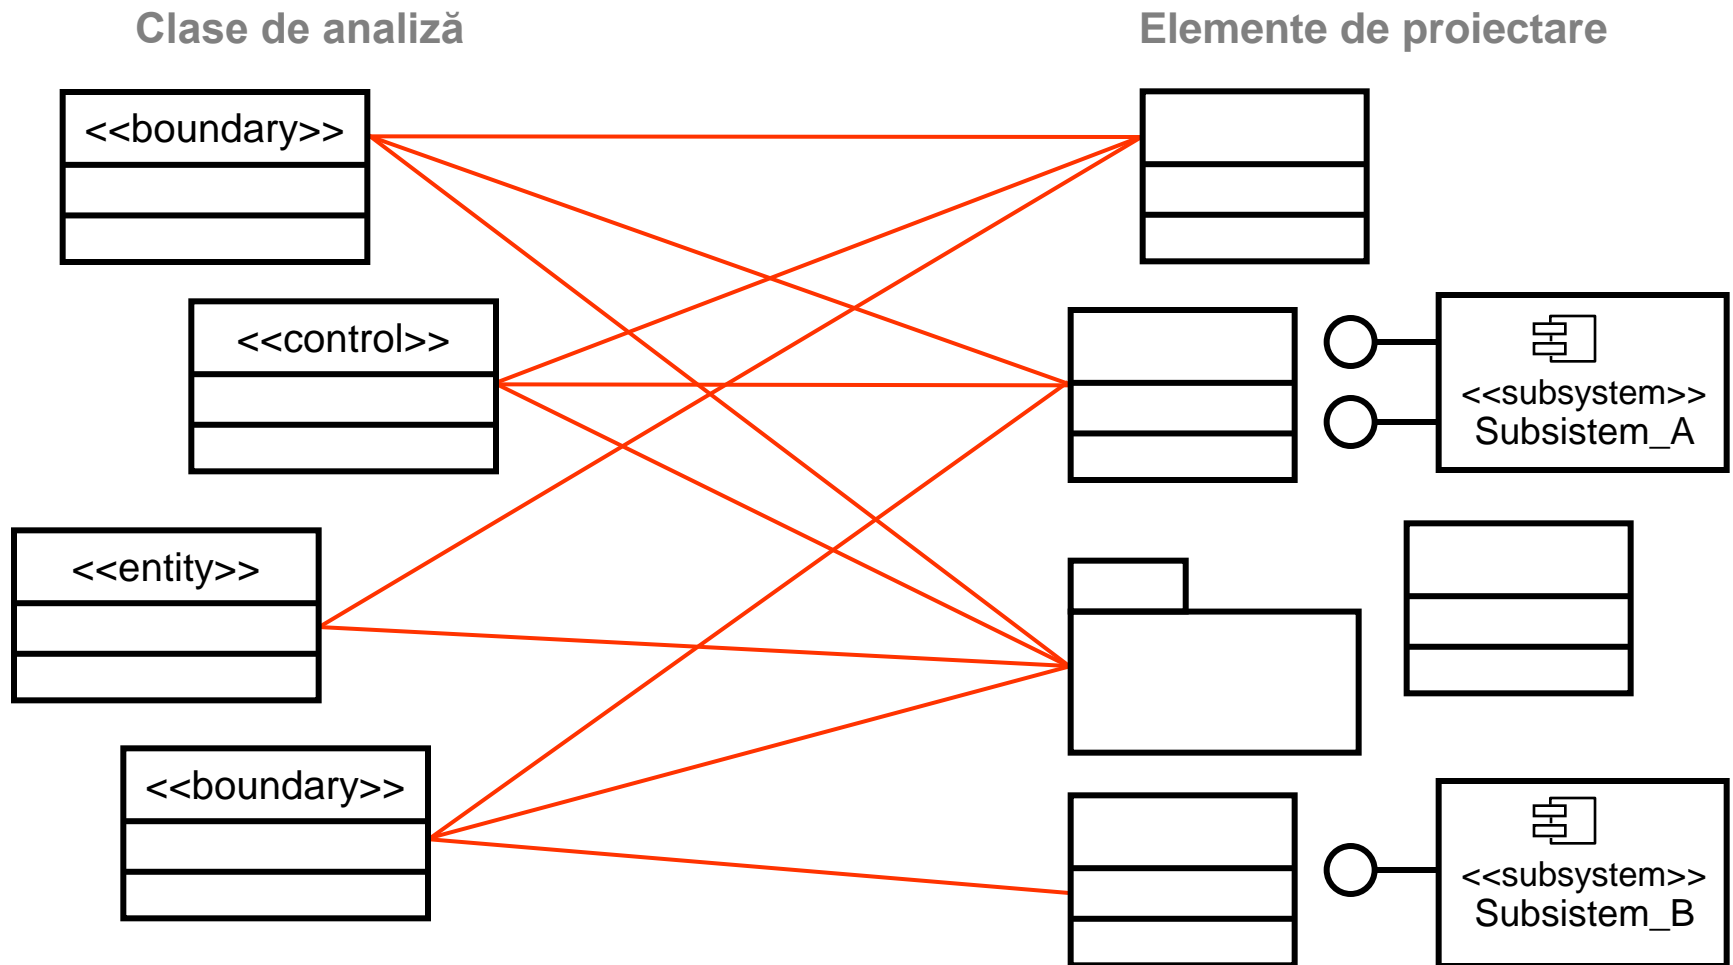 Clase de analiză
Elemente de proiectare
<<boundary>>
<<control>>
<<subsystem>>
Subsistem_A
<<entity>>
<<boundary>>
<<subsystem>>
Subsistem_B